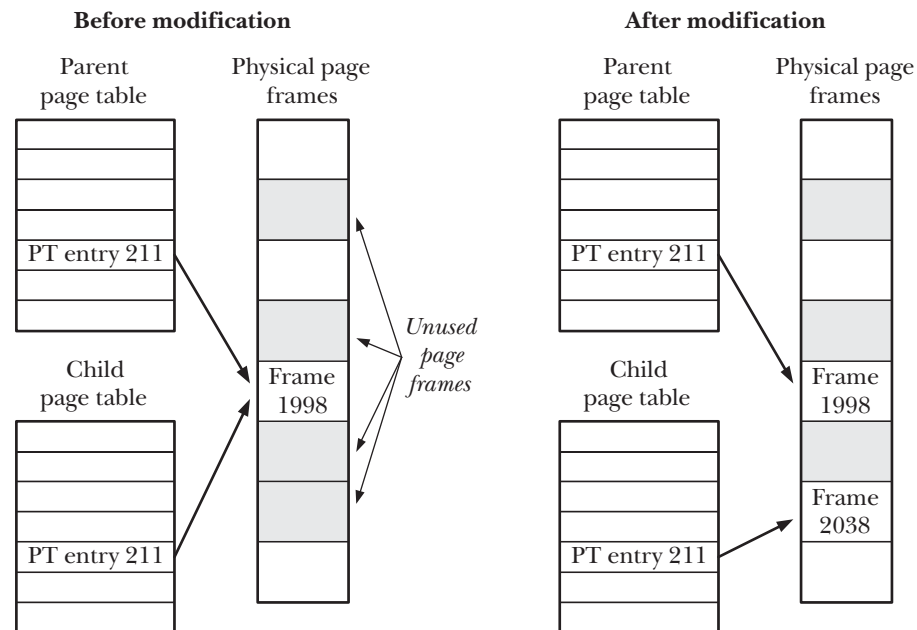 Before modification
Parent
page table
Physical page
frames
PT entry 211
Child
page table
PT entry 211
Frame
1998
Unused
page
frames
After modification
Parent
page table
Physical page
frames
PT entry 211
Child
page table
PT entry 211
Frame
1998
Frame
2038